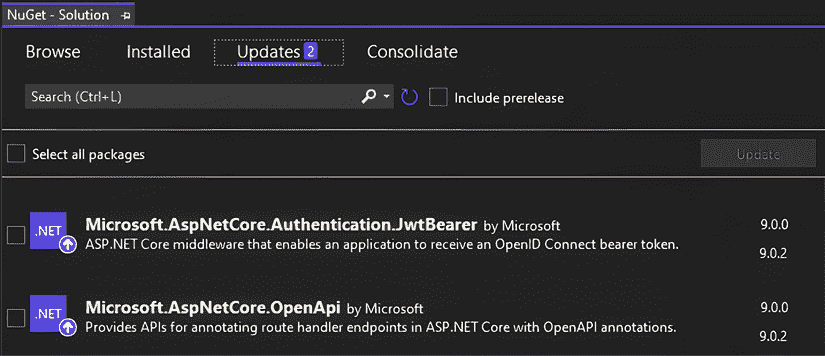 NuGet - Solution
Browse Installed Updates 2 Consolidate
Search (Ctrl+L) Include prerelease
Select all packages Update
.NET Microsoft.AspNetCore.Authentication.JwtBearer by Microsoft 9.0.0
ASP.NET Core middleware that enables an application to receive an OpenID Connect bearer token. 9.0.2
.NET Microsoft.AspNetCore.OpenApi by Microsoft 9.0.0
Provides APIs for annotating route handler endpoints in ASP.NET Core with OpenAPI annotations. 9.0.2